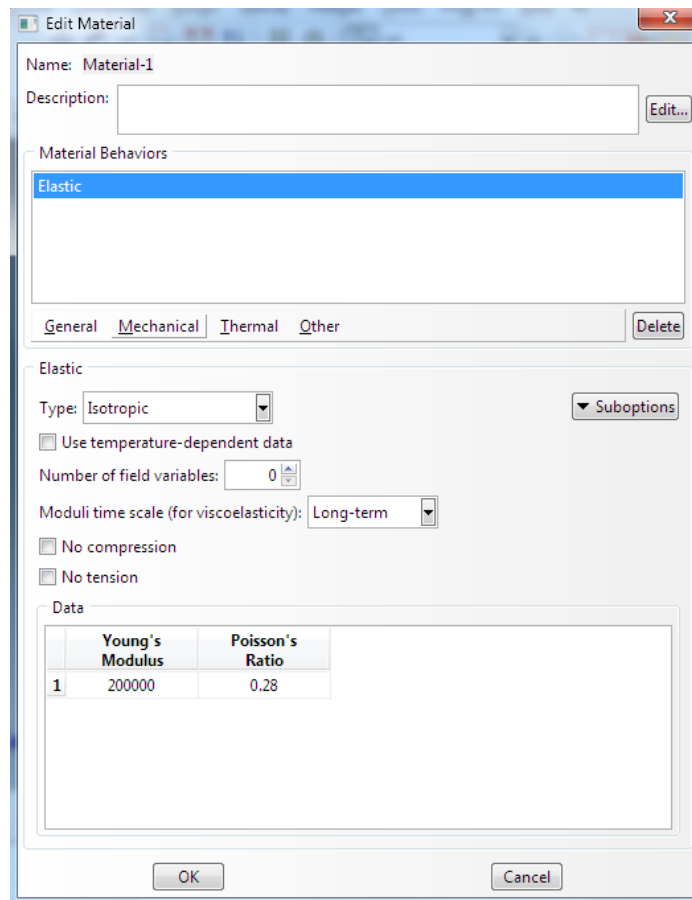 Edit Material
Name: Material-1
Description:
Edit...
Material Behaviors
Elastic
General Mechanical Thermal Other Delete
Elastic
Type: Isotropic Suboptions
Use temperature-dependent data
Number of field variables: 0
Moduli time scale (for viscoelasticity): Long-term
No compression
No tension
Data
Young's Poisson's
Modulus Ratio
1 200000 0.28
OK Cancel